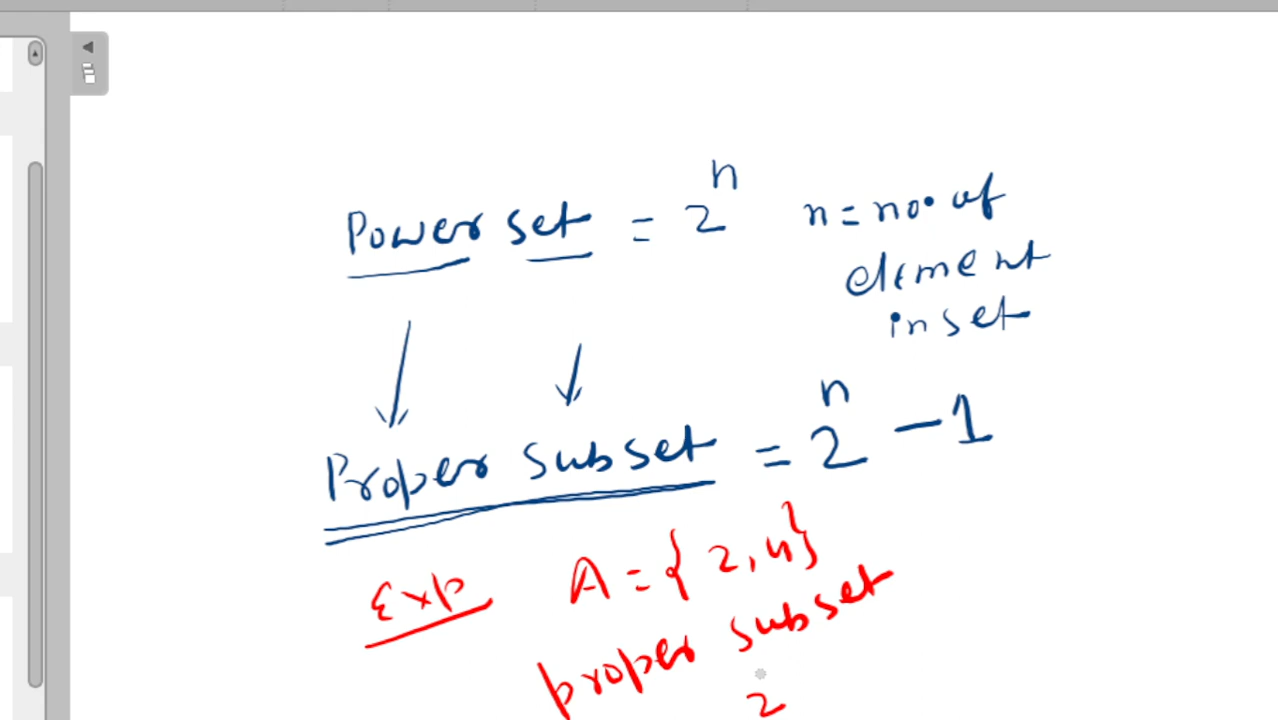 Power set = 2^n n = no. of
element
in set
Proper subset = 2^n - 1
Exp A = {2,4}
proper subset
2